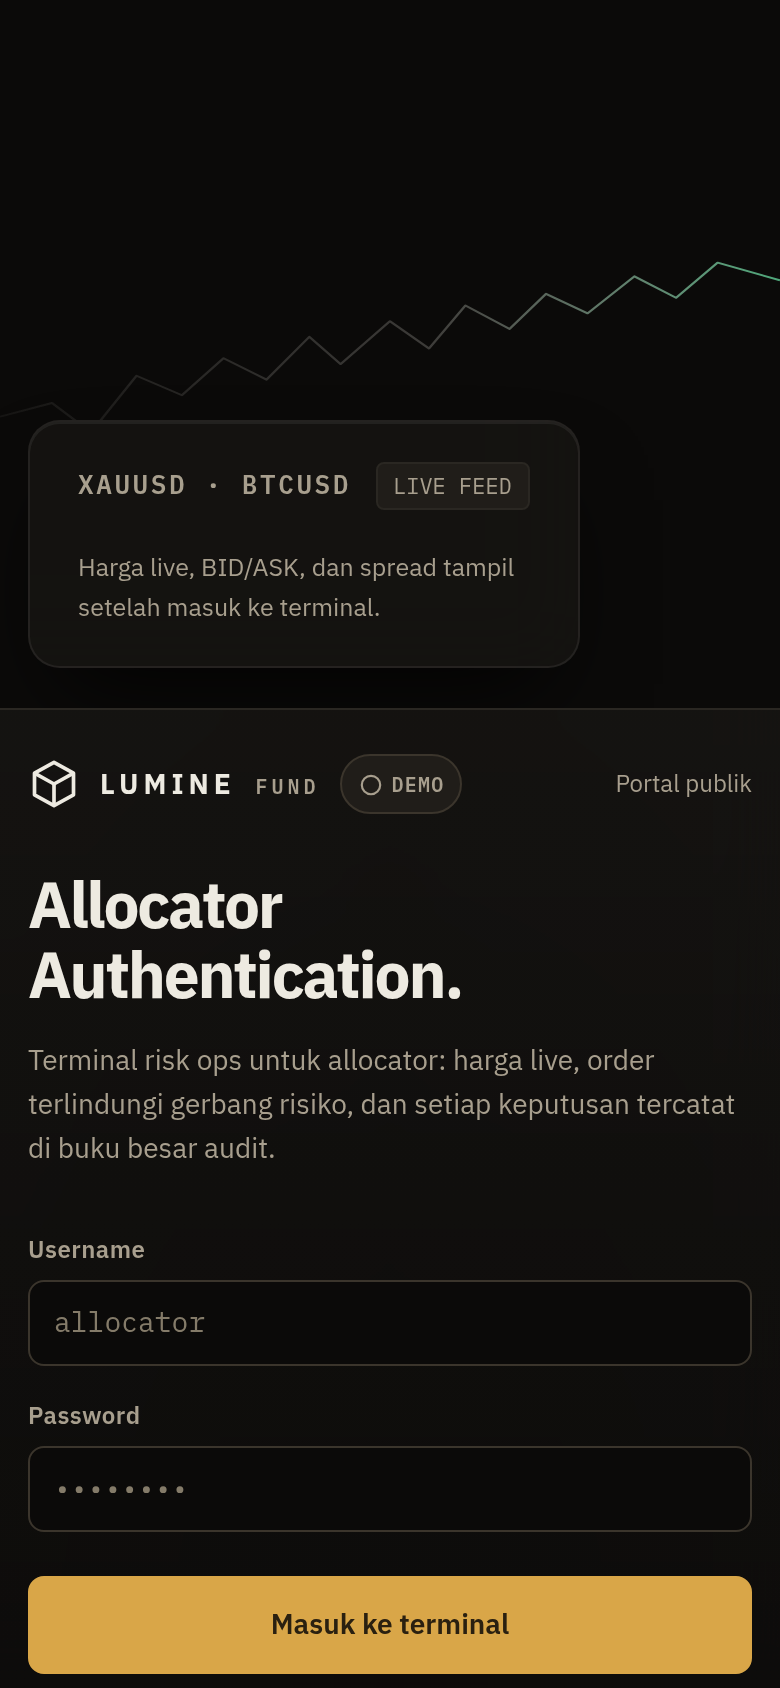 XAUUSD · BTCUSD LIVE FEED
Harga live, BID/ASK, dan spread tampil
setelah masuk ke terminal.
LUMINE FUND DEMO Portal publik
Allocator
Authentication.
Terminal risk ops untuk allocator: harga live, order
terlindungi gerbang risiko, dan setiap keputusan tercatat
di buku besar audit.
Username
allocator
Password
••••••••
Masuk ke terminal